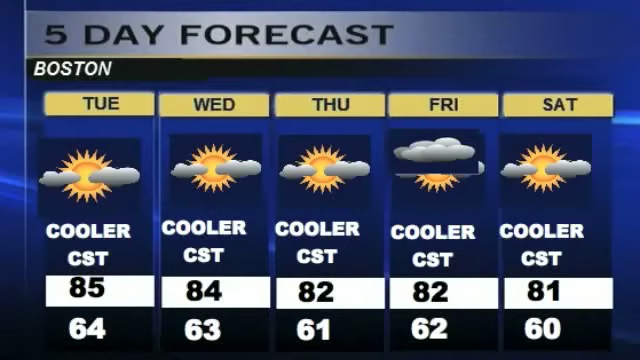 5 DAY FORECAST
BOSTON
TUE WED THU FRI SAT
COOLER COOLER COOLER COOLER COOLER
CST CST CST CST CST
85 84 82 82 81
64 63 61 62 60